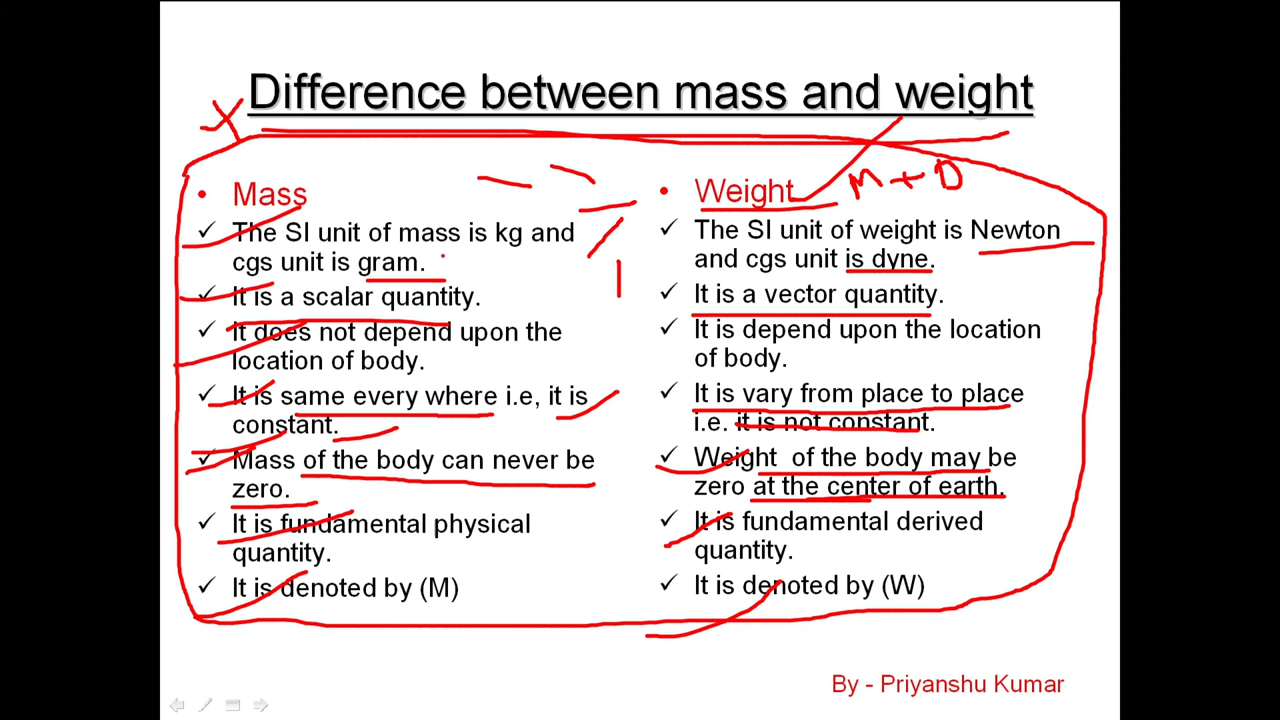 Difference between mass and weight
• Mass
✓ The SI unit of mass is kg and
cgs unit is gram.
✓ It is a scalar quantity.
✓ It does not depend upon the
location of body.
✓ It is same every where i.e, it is
constant.
✓ Mass of the body can never be
zero.
✓ It is fundamental physical
quantity.
✓ It is denoted by (M)
• Weight
M + D
✓ The SI unit of weight is Newton
and cgs unit is dyne.
✓ It is a vector quantity.
✓ It is depend upon the location
of body.
✓ It is vary from place to place
i.e. it is not constant.
✓ Weight of the body may be
zero at the center of earth.
✓ It is fundamental derived
quantity.
✓ It is denoted by (W)
By - Priyanshu Kumar